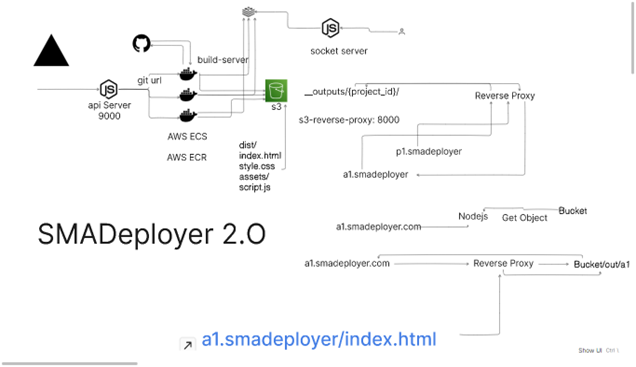 JS
socket server
build-server
git url
JS
api Server
9000
s3
AWS ECS
AWS ECR
dist/
index.html
style.css
assets/
script.js
__outputs/{project_id}/
Reverse Proxy
s3-reverse-proxy: 8000
p1.smadeployer
a1.smadeployer
Bucket
Nodejs
Get Object
a1.smadeployer.com
SMADeployer 2.O
a1.smadeployer.com
Reverse Proxy
Bucket/out/a1
a1.smadeployer/index.html
Show UI Ctrl \